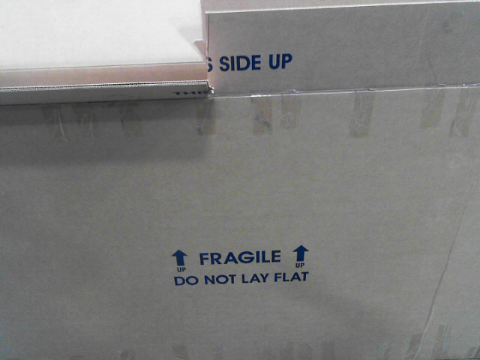 S SIDE UP
UP FRAGILE UP
DO NOT LAY FLAT